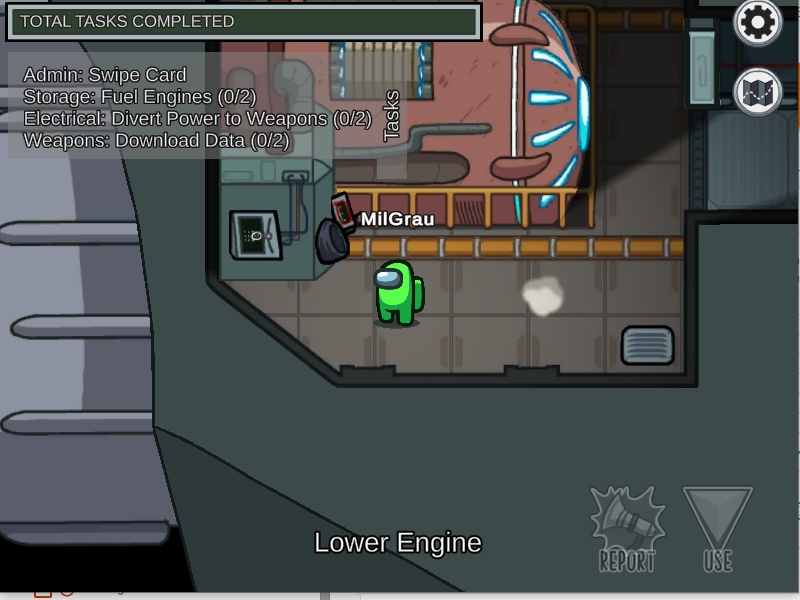 TOTAL TASKS COMPLETED
Admin: Swipe Card
Storage: Fuel Engines (0/2)
Electrical: Divert Power to Weapons (0/2)
Weapons: Download Data (0/2)
Tasks
MilGrau
Lower Engine
REPORT
USE